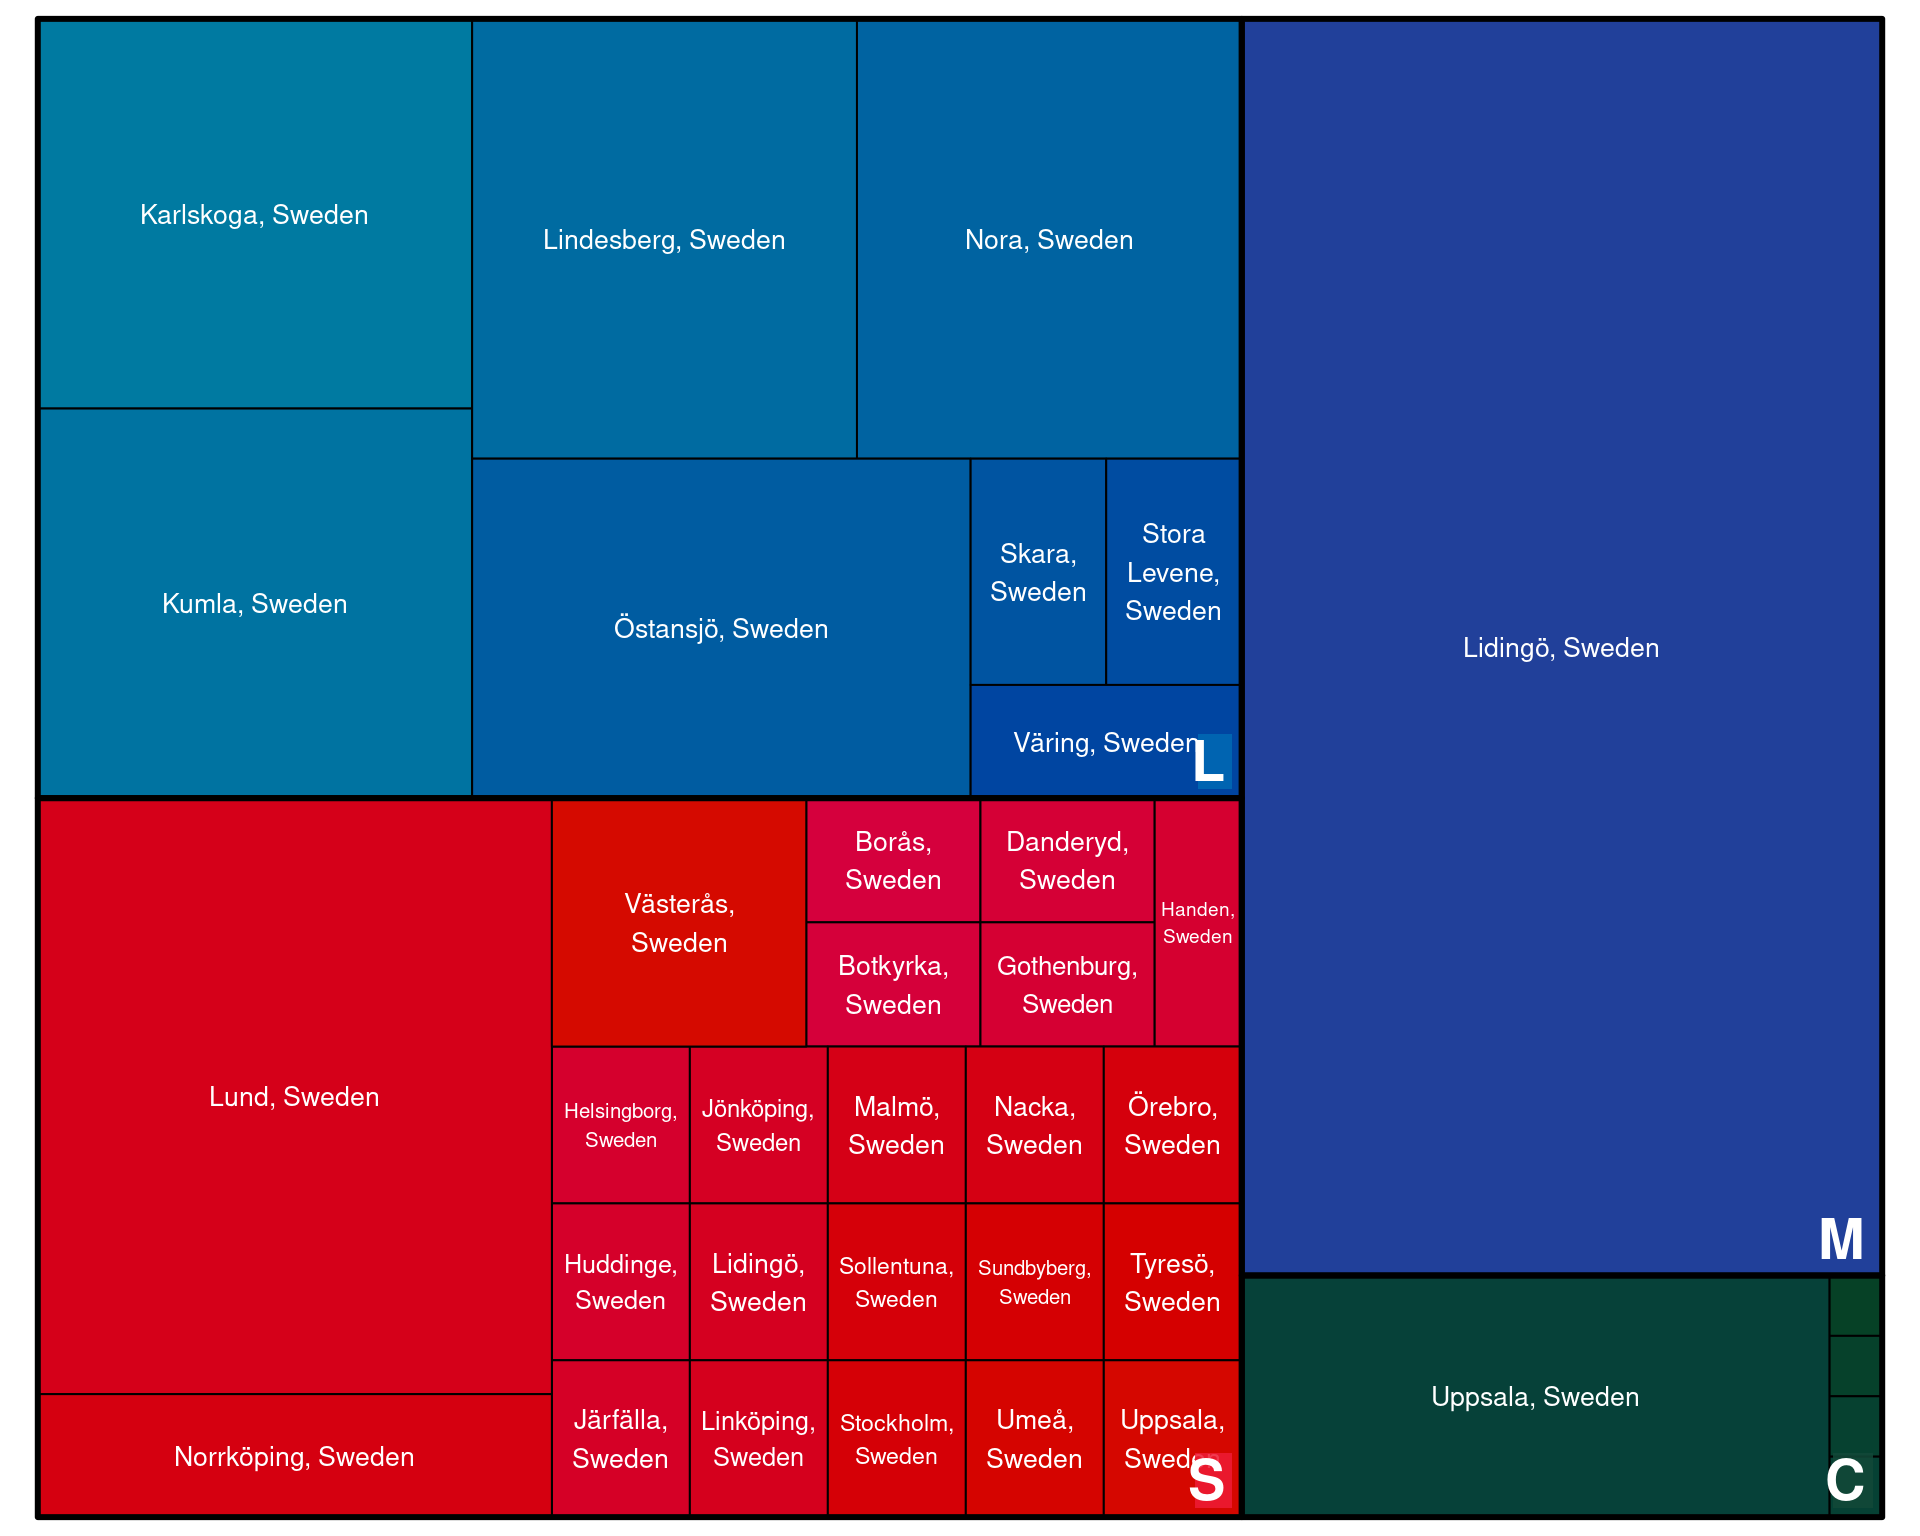 Karlskoga, Sweden
Lindesberg, Sweden
Nora, Sweden
Kumla, Sweden
Östansjö, Sweden
Skara,
Sweden
Stora
Levene,
Sweden
Väring, Sweden
L
Lidingö, Sweden
M
Lund, Sweden
Norrköping, Sweden
Västerås,
Sweden
Borås,
Sweden
Danderyd,
Sweden
Handen,
Sweden
Botkyrka,
Sweden
Gothenburg,
Sweden
Helsingborg,
Sweden
Jönköping,
Sweden
Malmö,
Sweden
Nacka,
Sweden
Örebro,
Sweden
Huddinge,
Sweden
Lidingö,
Sweden
Sollentuna,
Sweden
Sundbyberg,
Sweden
Tyresö,
Sweden
Järfälla,
Sweden
Linköping,
Sweden
Stockholm,
Sweden
Umeå,
Sweden
Uppsala,
Sweden
S
Uppsala, Sweden
C